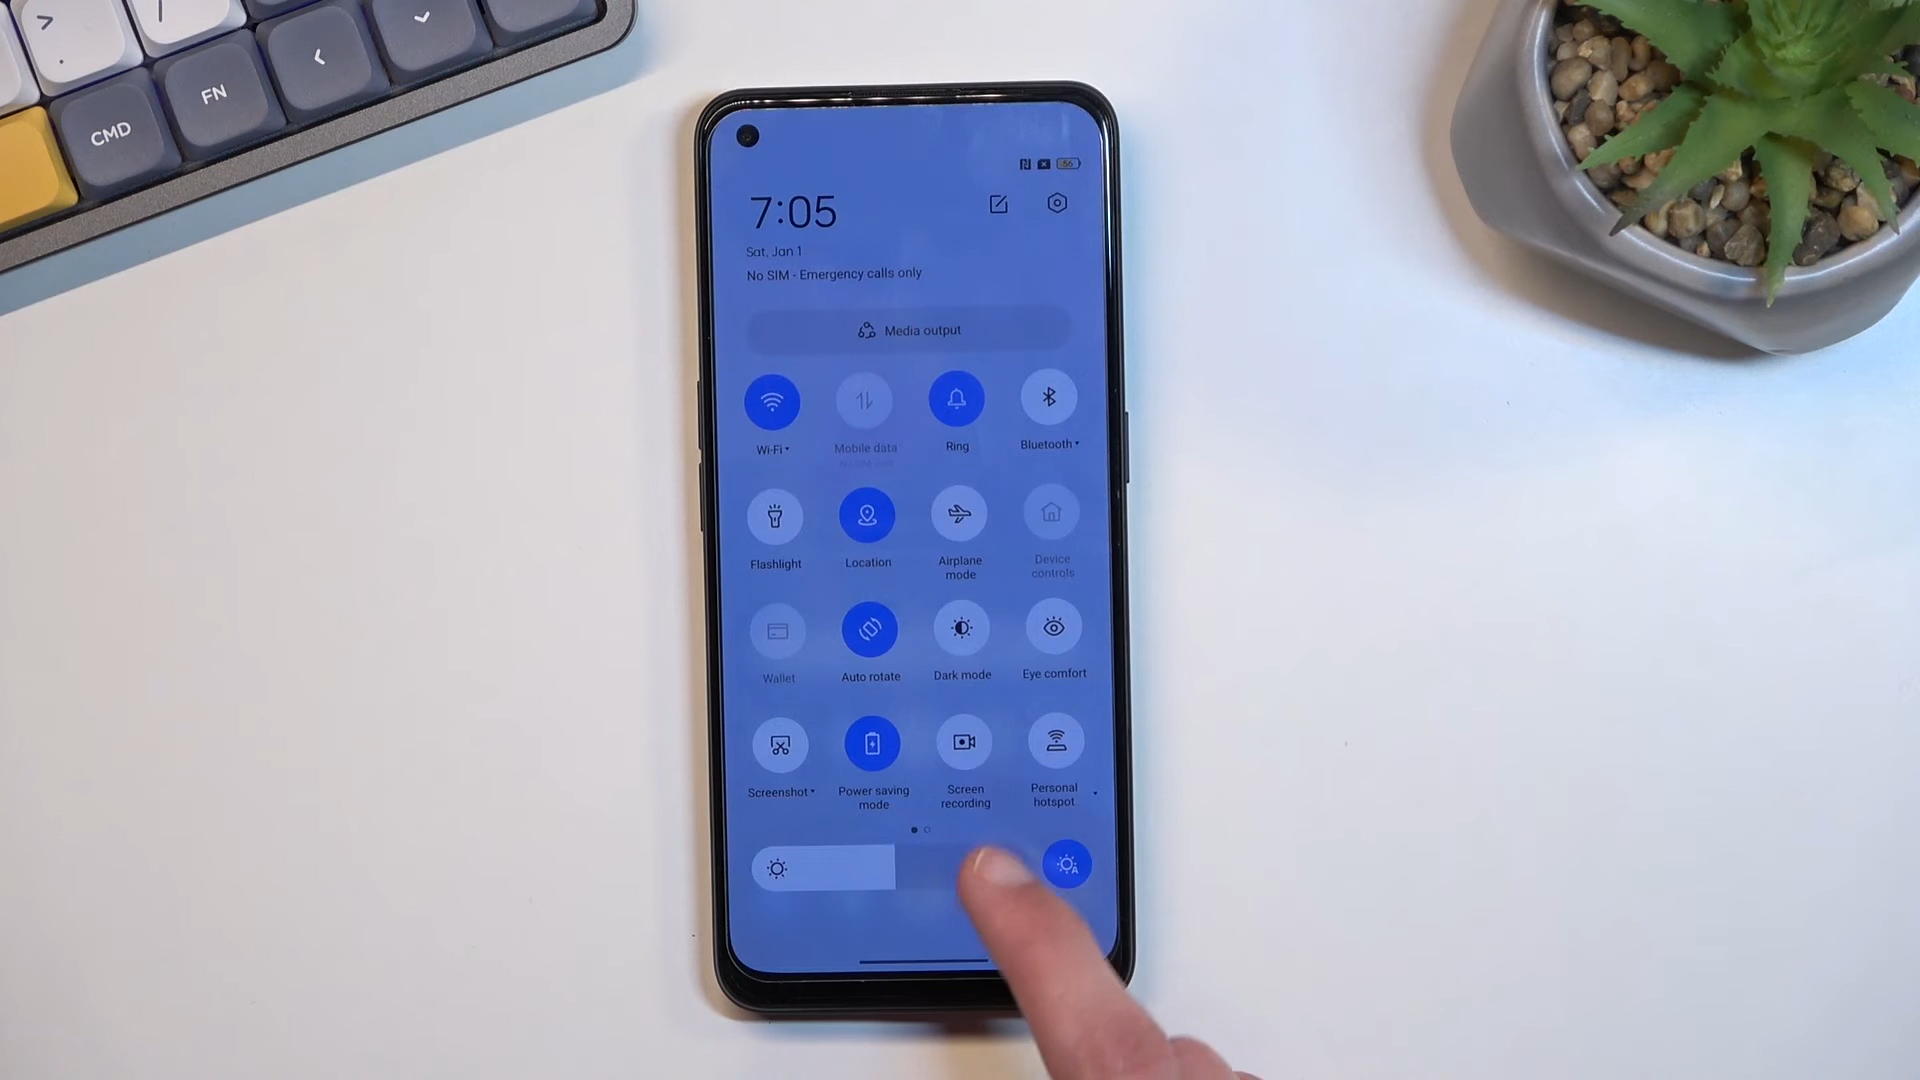 FN
CMD
56
7:05
Sat, Jan 1
No SIM - Emergency calls only
Media output
Wi-Fi
Mobile data
Ring
Bluetooth
Flashlight
Location
Airplane
mode
Device
controls
Wallet
Auto rotate
Dark mode
Eye comfort
Screenshot
Power saving
mode
Screen
recording
Personal
hotspot
A